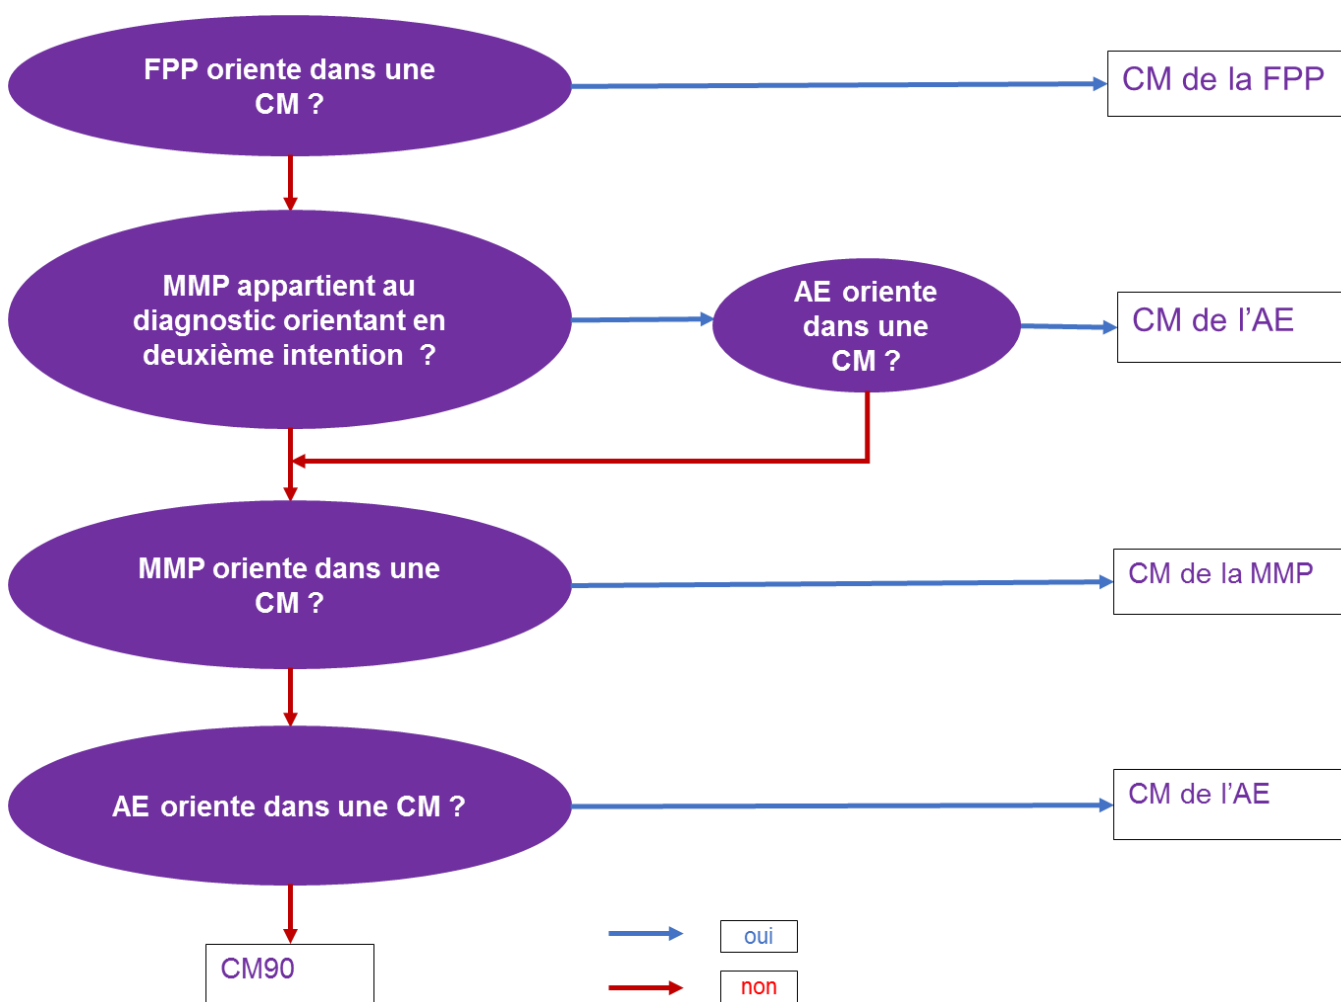 FPP oriente dans une
CM ?
CM de la FPP
MMP appartient au
diagnostic orientant en
deuxième intention ?
AE oriente
dans une
CM ?
CM de l’AE
MMP oriente dans une
CM ?
CM de la MMP
AE oriente dans une CM ?
CM de l’AE
CM90
oui
non